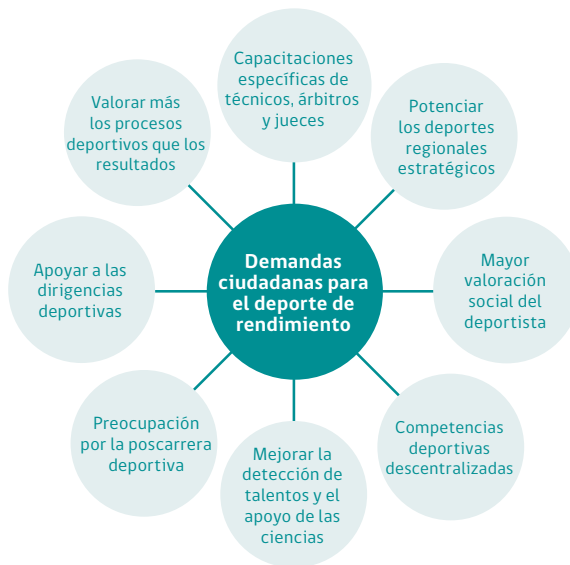 Capacitaciones
específicas de
técnicos, árbitros
y jueces
Potenciar
los deportes
regionales
estratégicos
Mayor
valoración
social del
deportista
Competencias
deportivas
descentralizadas
Mejorar la
detección de
talentos y el
apoyo de las
ciencias
Preocupación
por la poscarrera
deportiva
Apoyar a las
dirigencias
deportivas
Valorar más
los procesos
deportivos que los
resultados
Demandas
ciudadanas para
el deporte de
rendimiento